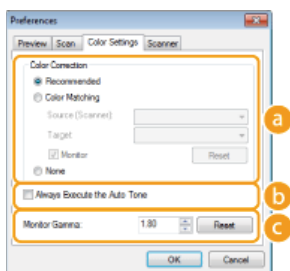 Preferences
Preview Scan Color Settings Scanner
Color Correction
Recommended
Color Matching
Source (Scanner)
Target
Monitor Reset
None
a
Always Execute the Auto Tone
b
Monitor Gamma: 1.80 Reset
c
OK Cancel